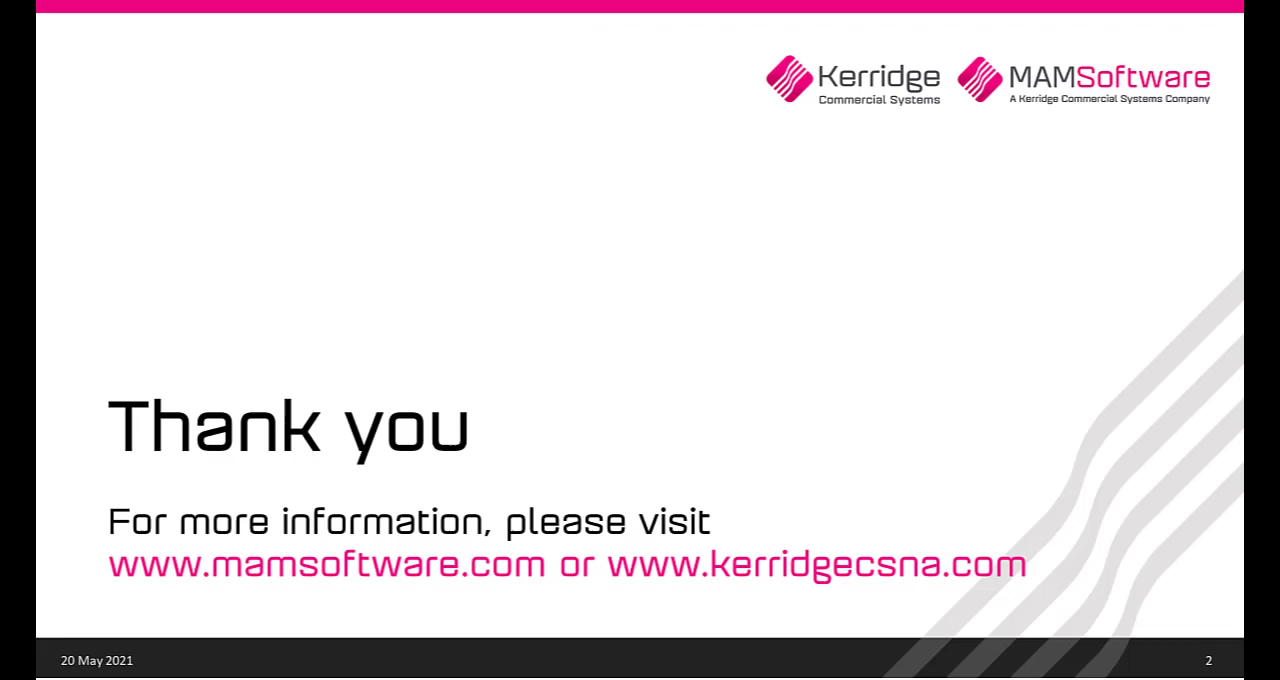 Kerridge
Commercial Systems
MAMSoftware
A Kerridge Commercial Systems Company
Thank you
For more information, please visit
www.mamsoftware.com or www.kerridgecsna.com
20 May 2021
2